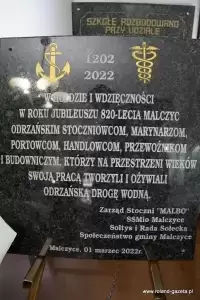 SZKOŁĘ ROZBUDOWANO
PRZY UDZIALE
1202
2022
W HOŁDZIE I WDZIĘCZNOŚCI
W ROKU JUBILEUSZU 820-LECIA MALCZYC
ODRZAŃSKIM STOCZNIOWCOM, MARYNARZOM,
PORTOWCOM, HANDLOWCOM, PRZEWOŹNIKOM
I BUDOWNICZYM, KTÓRZY NA PRZESTRZENI WIEKÓW
SWOJĄ PRACĄ TWORZYLI I OŻYWIALI
ODRZAŃSKĄ DROGĘ WODNĄ.
Zarząd Stoczni "MALBO"
SSMio Malczyce
Sołtys i Rada Sołecka
Społeczeństwo gminy Malczyce
Malczyce, 01 marzec 2022r.
www.roland-gazeta.pl